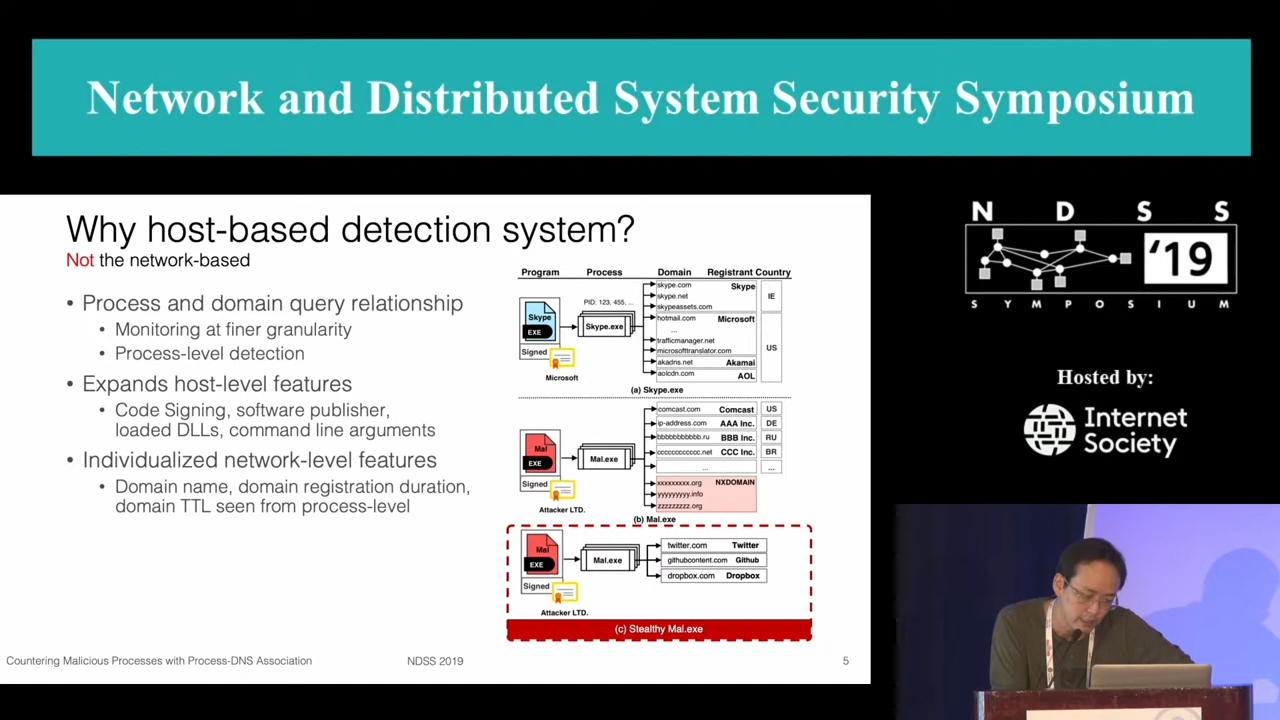 Network and Distributed System Security Symposium
Why host-based detection system?
Not the network-based
• Process and domain query relationship
• Monitoring at finer granularity
• Process-level detection
• Expands host-level features
• Code Signing, software publisher,
loaded DLLs, command line arguments
• Individualized network-level features
• Domain name, domain registration duration,
domain TTL seen from process-level
Program Process Domain Registrant Country
Skype
EXE
Signed
Microsoft
PID: 123, 455, ...
Skype.exe
skype.com Skype
skype.net
skypeassets.com
IE
hotmail.com Microsoft
...
trafficmanager.net
microsofttranslator.com
US
akadns.net Akamai
aolcdn.com AOL
(a) Skype.exe
Mal
EXE
Signed
Attacker LTD.
Mal.exe
comcast.com Comcast US
ip-address.com AAA Inc. DE
bbbbbbbbbbb.ru BBB Inc. RU
cccccccccccc.net CCC Inc. BR
... ...
xxxxxxxxx.org NXDOMAIN
yyyyyyyyy.info
zzzzzzzzz.org
(b) Mal.exe
Mal
EXE
Signed
Attacker LTD.
Mal.exe
twitter.com Twitter
githubcontent.com Github
dropbox.com Dropbox
(c) Stealthy Mal.exe
Countering Malicious Processes with Process-DNS Association NDSS 2019 5
N D S S
'19
S Y M P O S I U M
Hosted by:
Internet
Society